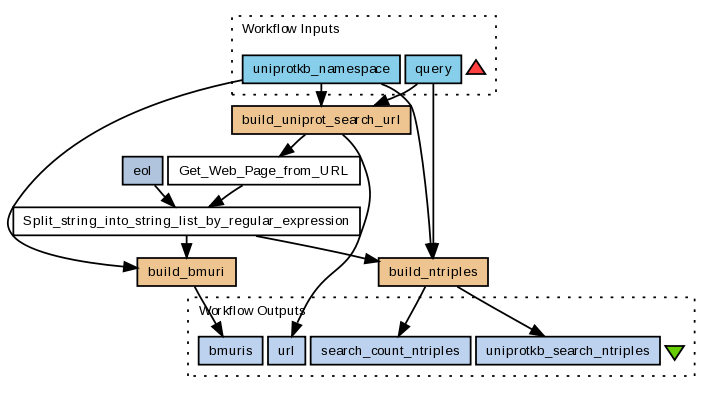 Workflow Inputs
uniprotkb_namespace
query
build_uniprot_search_url
eol
Get_Web_Page_from_URL
Split_string_into_string_list_by_regular_expression
build_bmuri
build_ntriples
Workflow Outputs
bmuris
url
search_count_ntriples
uniprotkb_search_ntriples